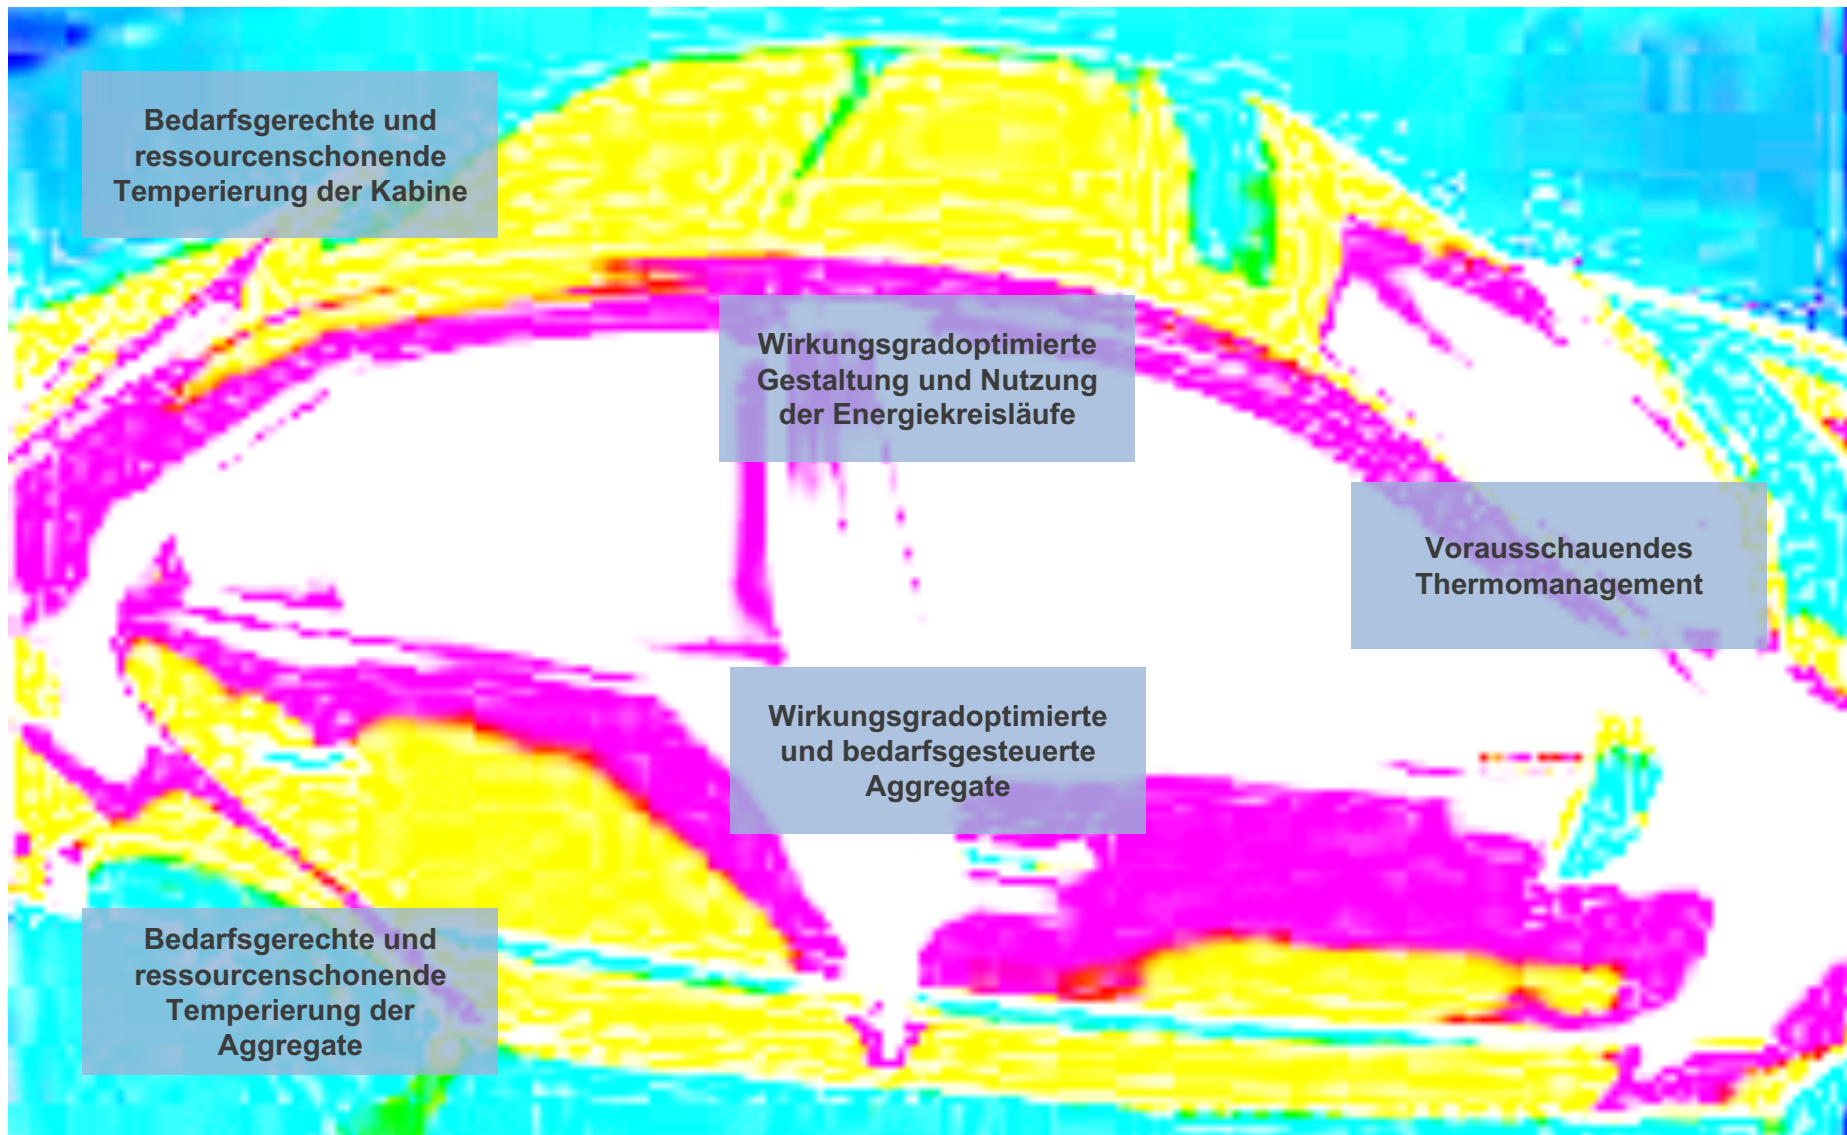 Bedarfsgerechte und
ressourcenschonende
Temperierung der Kabine
Wirkungsgradoptimierte
Gestaltung und Nutzung
der Energiekreisläufe
Vorausschauendes
Thermomanagement
Wirkungsgradoptimierte
und bedarfsgesteuerte
Aggregate
Bedarfsgerechte und
ressourcenschonende
Temperierung der
Aggregate